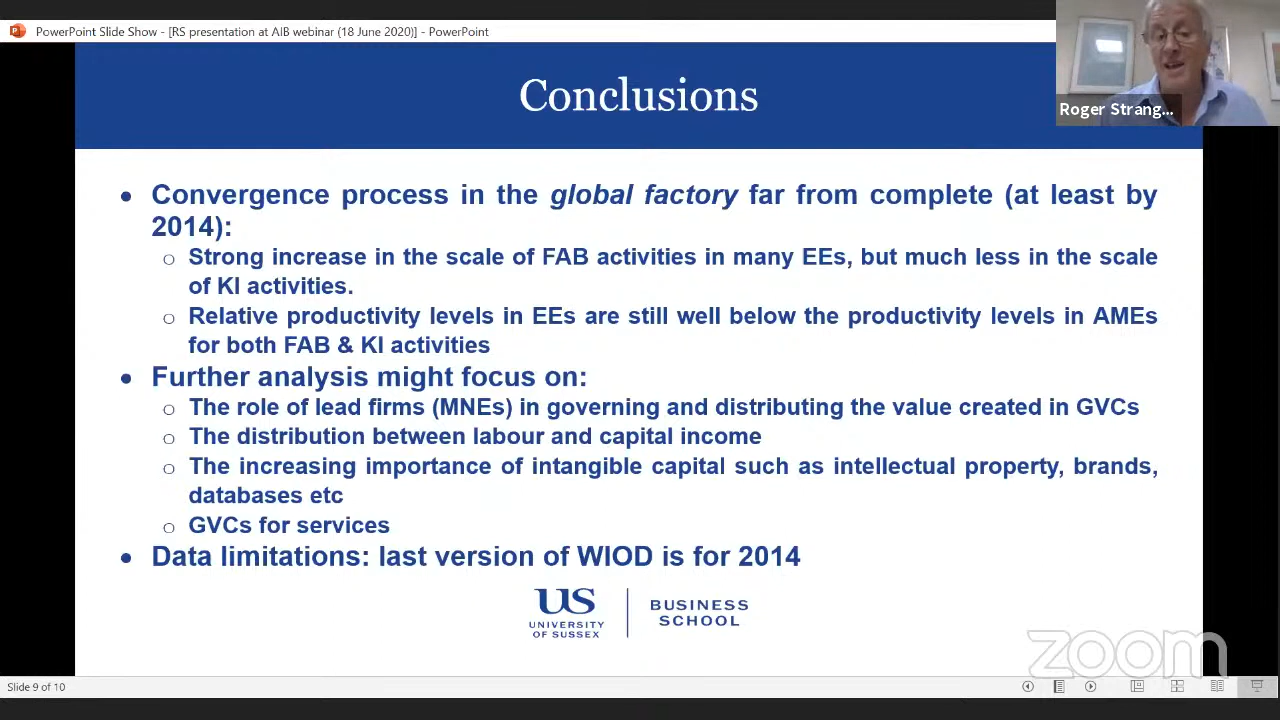 PowerPoint Slide Show - [RS presentation at AIB webinar (18 June 2020)] - PowerPoint
Conclusions
Roger Strang...
• Convergence process in the global factory far from complete (at least by
2014):
○ Strong increase in the scale of FAB activities in many EEs, but much less in the scale
of KI activities.
○ Relative productivity levels in EEs are still well below the productivity levels in AMEs
for both FAB & KI activities
• Further analysis might focus on:
○ The role of lead firms (MNEs) in governing and distributing the value created in GVCs
○ The distribution between labour and capital income
○ The increasing importance of intangible capital such as intellectual property, brands,
databases etc
○ GVCs for services
• Data limitations: last version of WIOD is for 2014
US
UNIVERSITY
OF SUSSEX
BUSINESS
SCHOOL
zoom
Slide 9 of 10